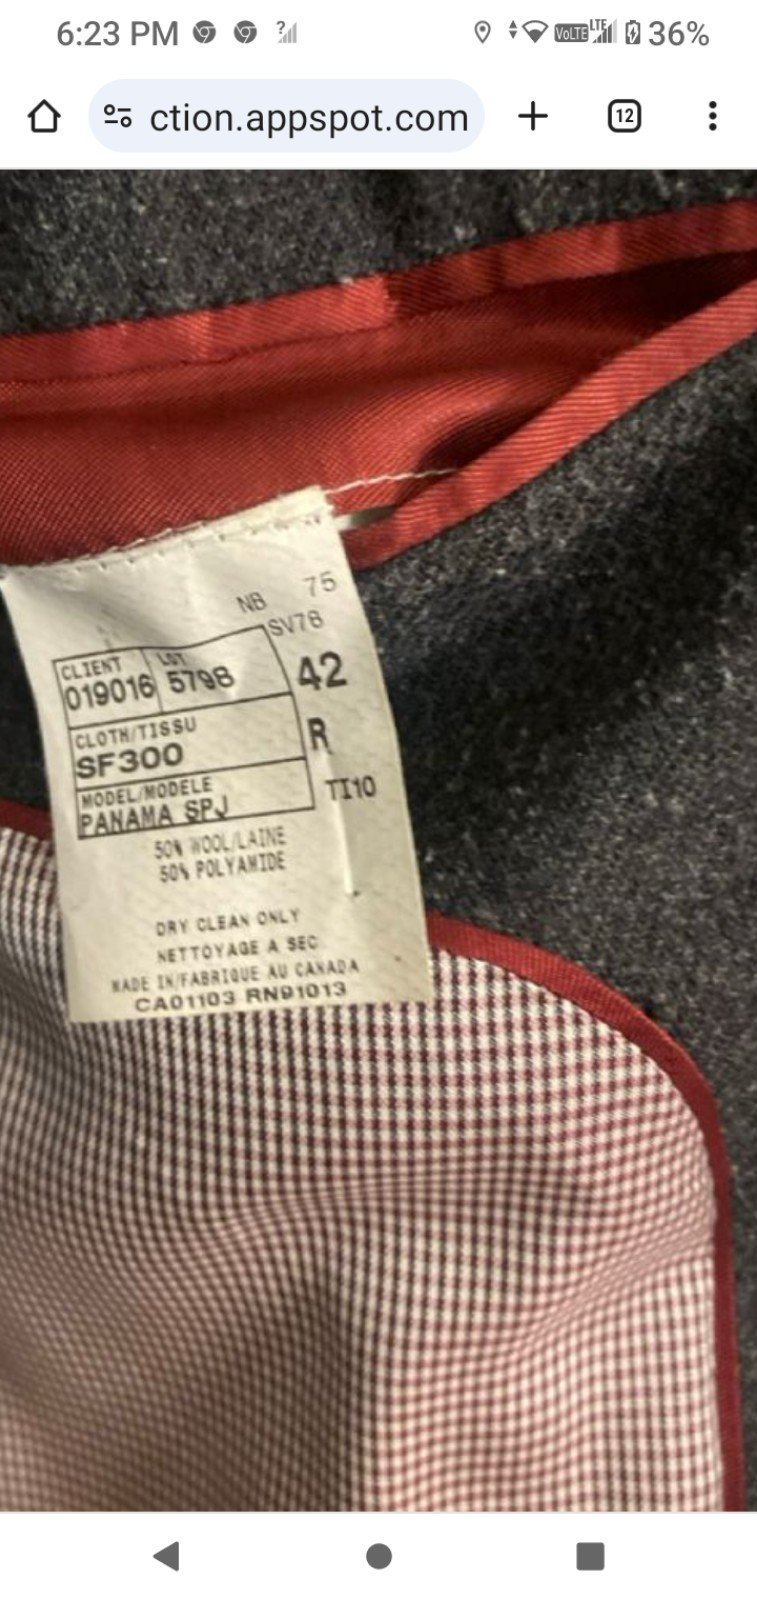 6:23 PM
VoLTE LTE 36%
ction.appspot.com
12
NB 75
SV78
CLIENT LOT
019016 5798
42
CLOTH/TISSU
SF300
R
MODEL/MODELE
PANAMA SPJ
TI10
50% WOOL/LAINE
50% POLYAMIDE
DRY CLEAN ONLY
NETTOYAGE A SEC
MADE IN/FABRIQUE AU CANADA
CA01103 RN91013